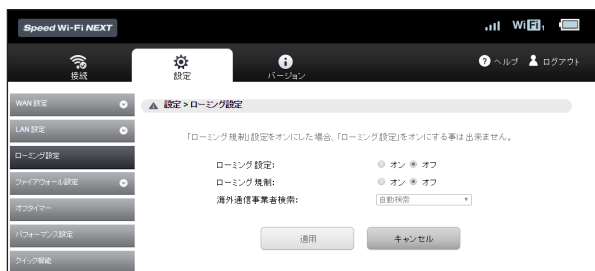 Speed Wi-Fi NEXT
WiFi 1
接続
設定
バージョン
ヘルプ
ログアウト
WAN 設定
設定 > ローミング設定
LAN 設定
「ローミング規制」設定をオンにした場合、「ローミング設定」をオンにする事は出来ません。
ローミング設定
ローミング設定: オン オフ
ファイアウォール設定
ローミング規制: オン オフ
海外通信事業者検索: 自動検索
オフタイマー
パフォーマンス設定
適用 キャンセル
クイック機能